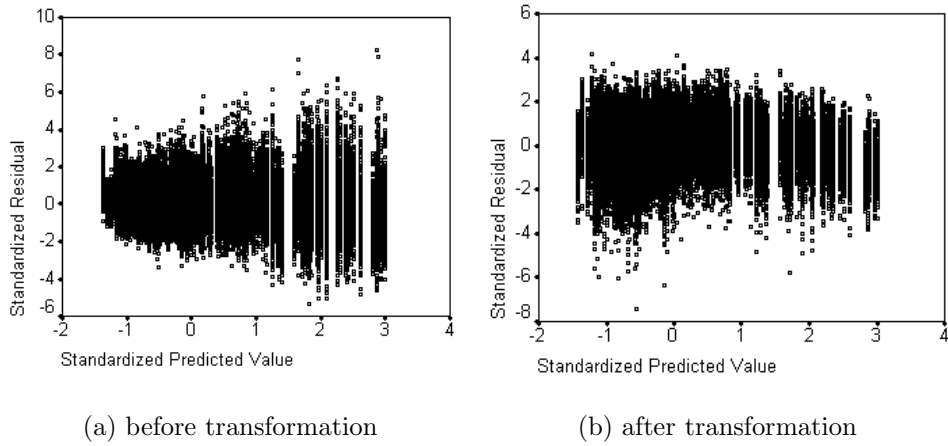 10
8
6
4
2
0
-2
-4
-6
-2 -1 0 1 2 3 4
Standardized Residual
Standardized Predicted Value
(a) before transformation
6
4
2
0
-2
-4
-6
-8
-2 -1 0 1 2 3 4
Standardized Residual
Standardized Predicted Value
(b) after transformation